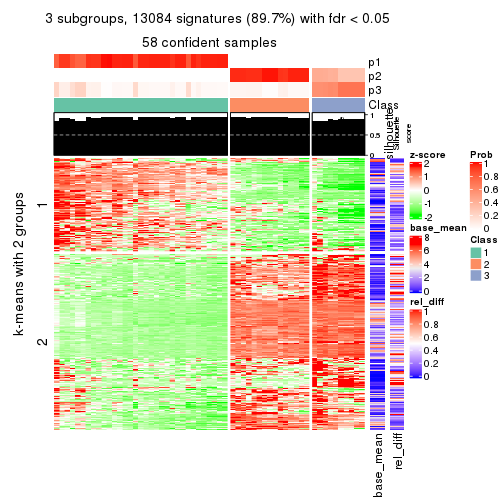 3 subgroups, 13084 signatures (89.7%) with fdr < 0.05
58 confident samples
p1
p2
p3
Class
1
0.5
0
silhouette
Silhouette
score
k-means with 2 groups
1
2
base_mean
rel_diff
z-score
2
1
0
-1
-2
base_mean
8
6
4
2
0
rel_diff
1
0.8
0.6
0.4
0.2
0
Prob
1
0.8
0.6
0.4
0.2
0
Class
1
2
3